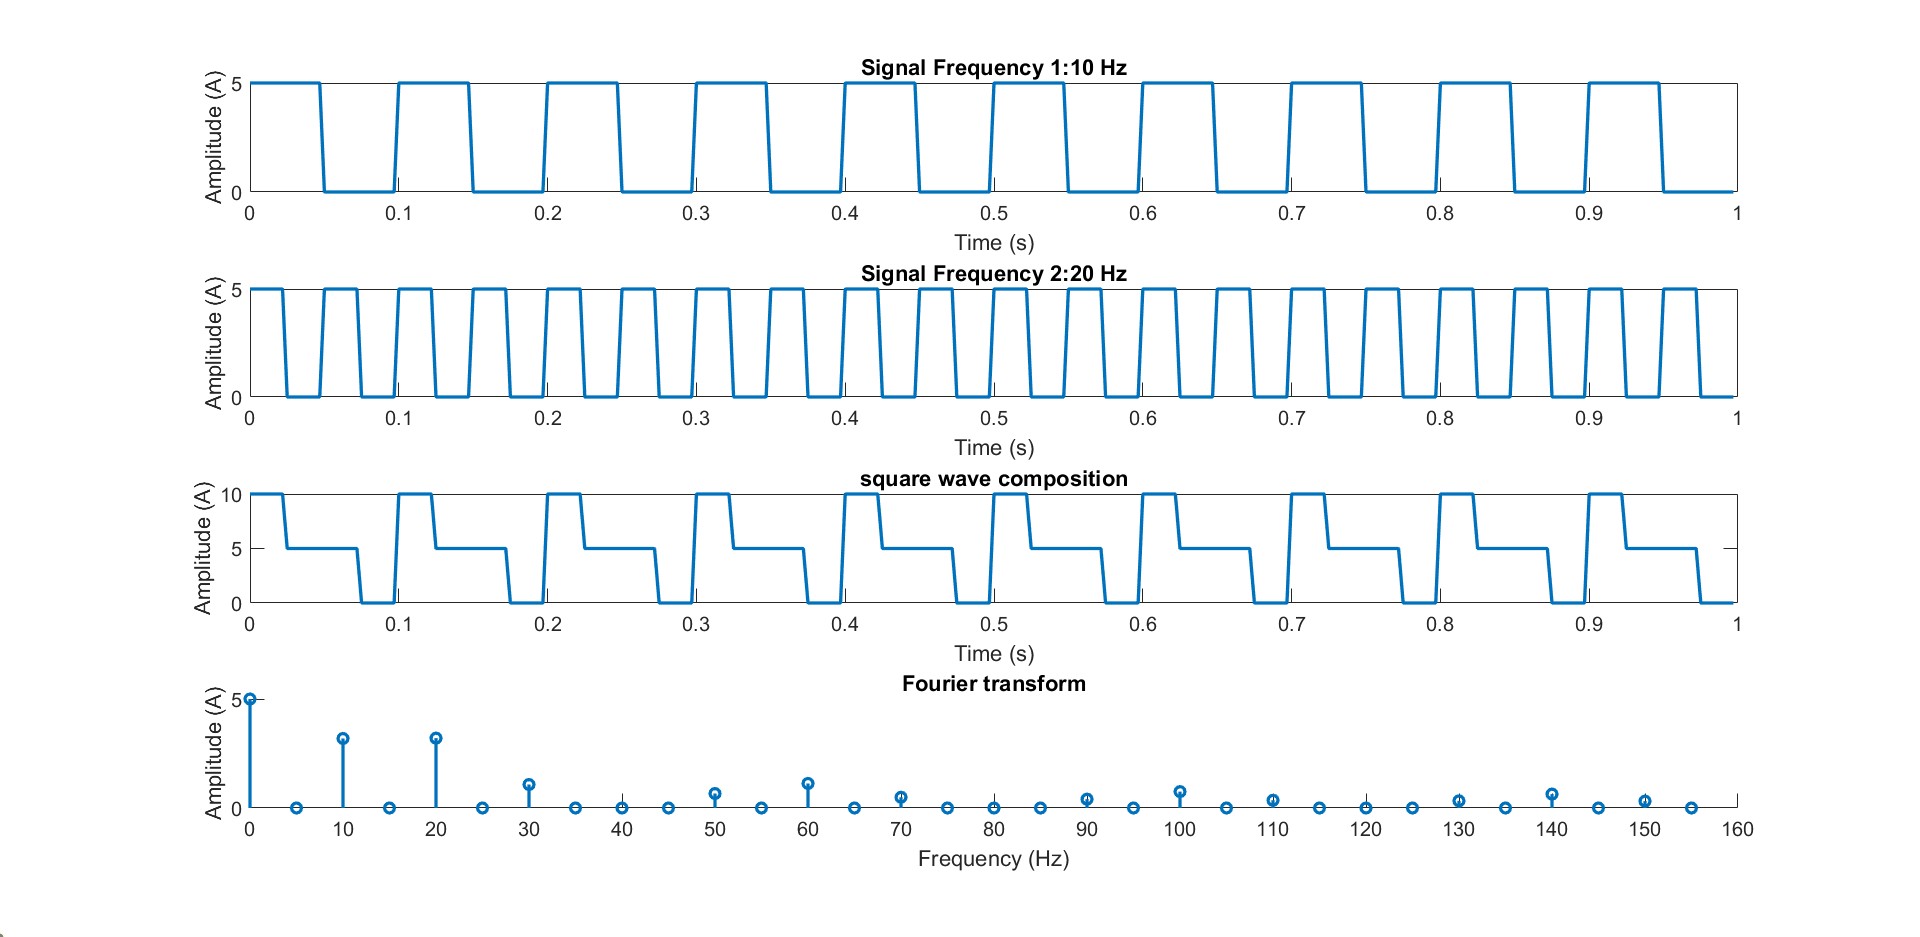 Signal Frequency 1:10 Hz
Amplitude (A)
5
0
0 0.1 0.2 0.3 0.4 0.5 0.6 0.7 0.8 0.9 1
Time (s)
Signal Frequency 2:20 Hz
Amplitude (A)
5
0
0 0.1 0.2 0.3 0.4 0.5 0.6 0.7 0.8 0.9 1
Time (s)
square wave composition
Amplitude (A)
10
5
0
0 0.1 0.2 0.3 0.4 0.5 0.6 0.7 0.8 0.9 1
Time (s)
Fourier transform
Amplitude (A)
5
0
0 10 20 30 40 50 60 70 80 90 100 110 120 130 140 150 160
Frequency (Hz)